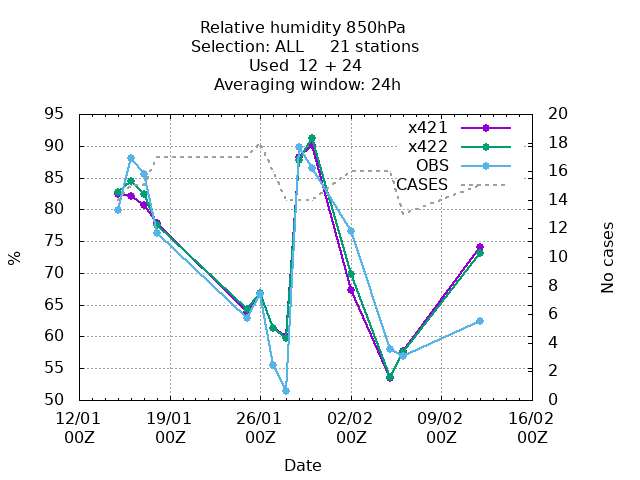 Relative humidity 850hPa
Selection: ALL 21 stations
Used 12 + 24
Averaging window: 24h
95 20
90 18
85 16
80 14
75 12
70 10
65 8
60 6
55 4
50 2
0
x421
x422
OBS
CASES
%
No cases
12/01 19/01 26/01 02/02 09/02 16/02
00Z 00Z 00Z 00Z 00Z 00Z
Date